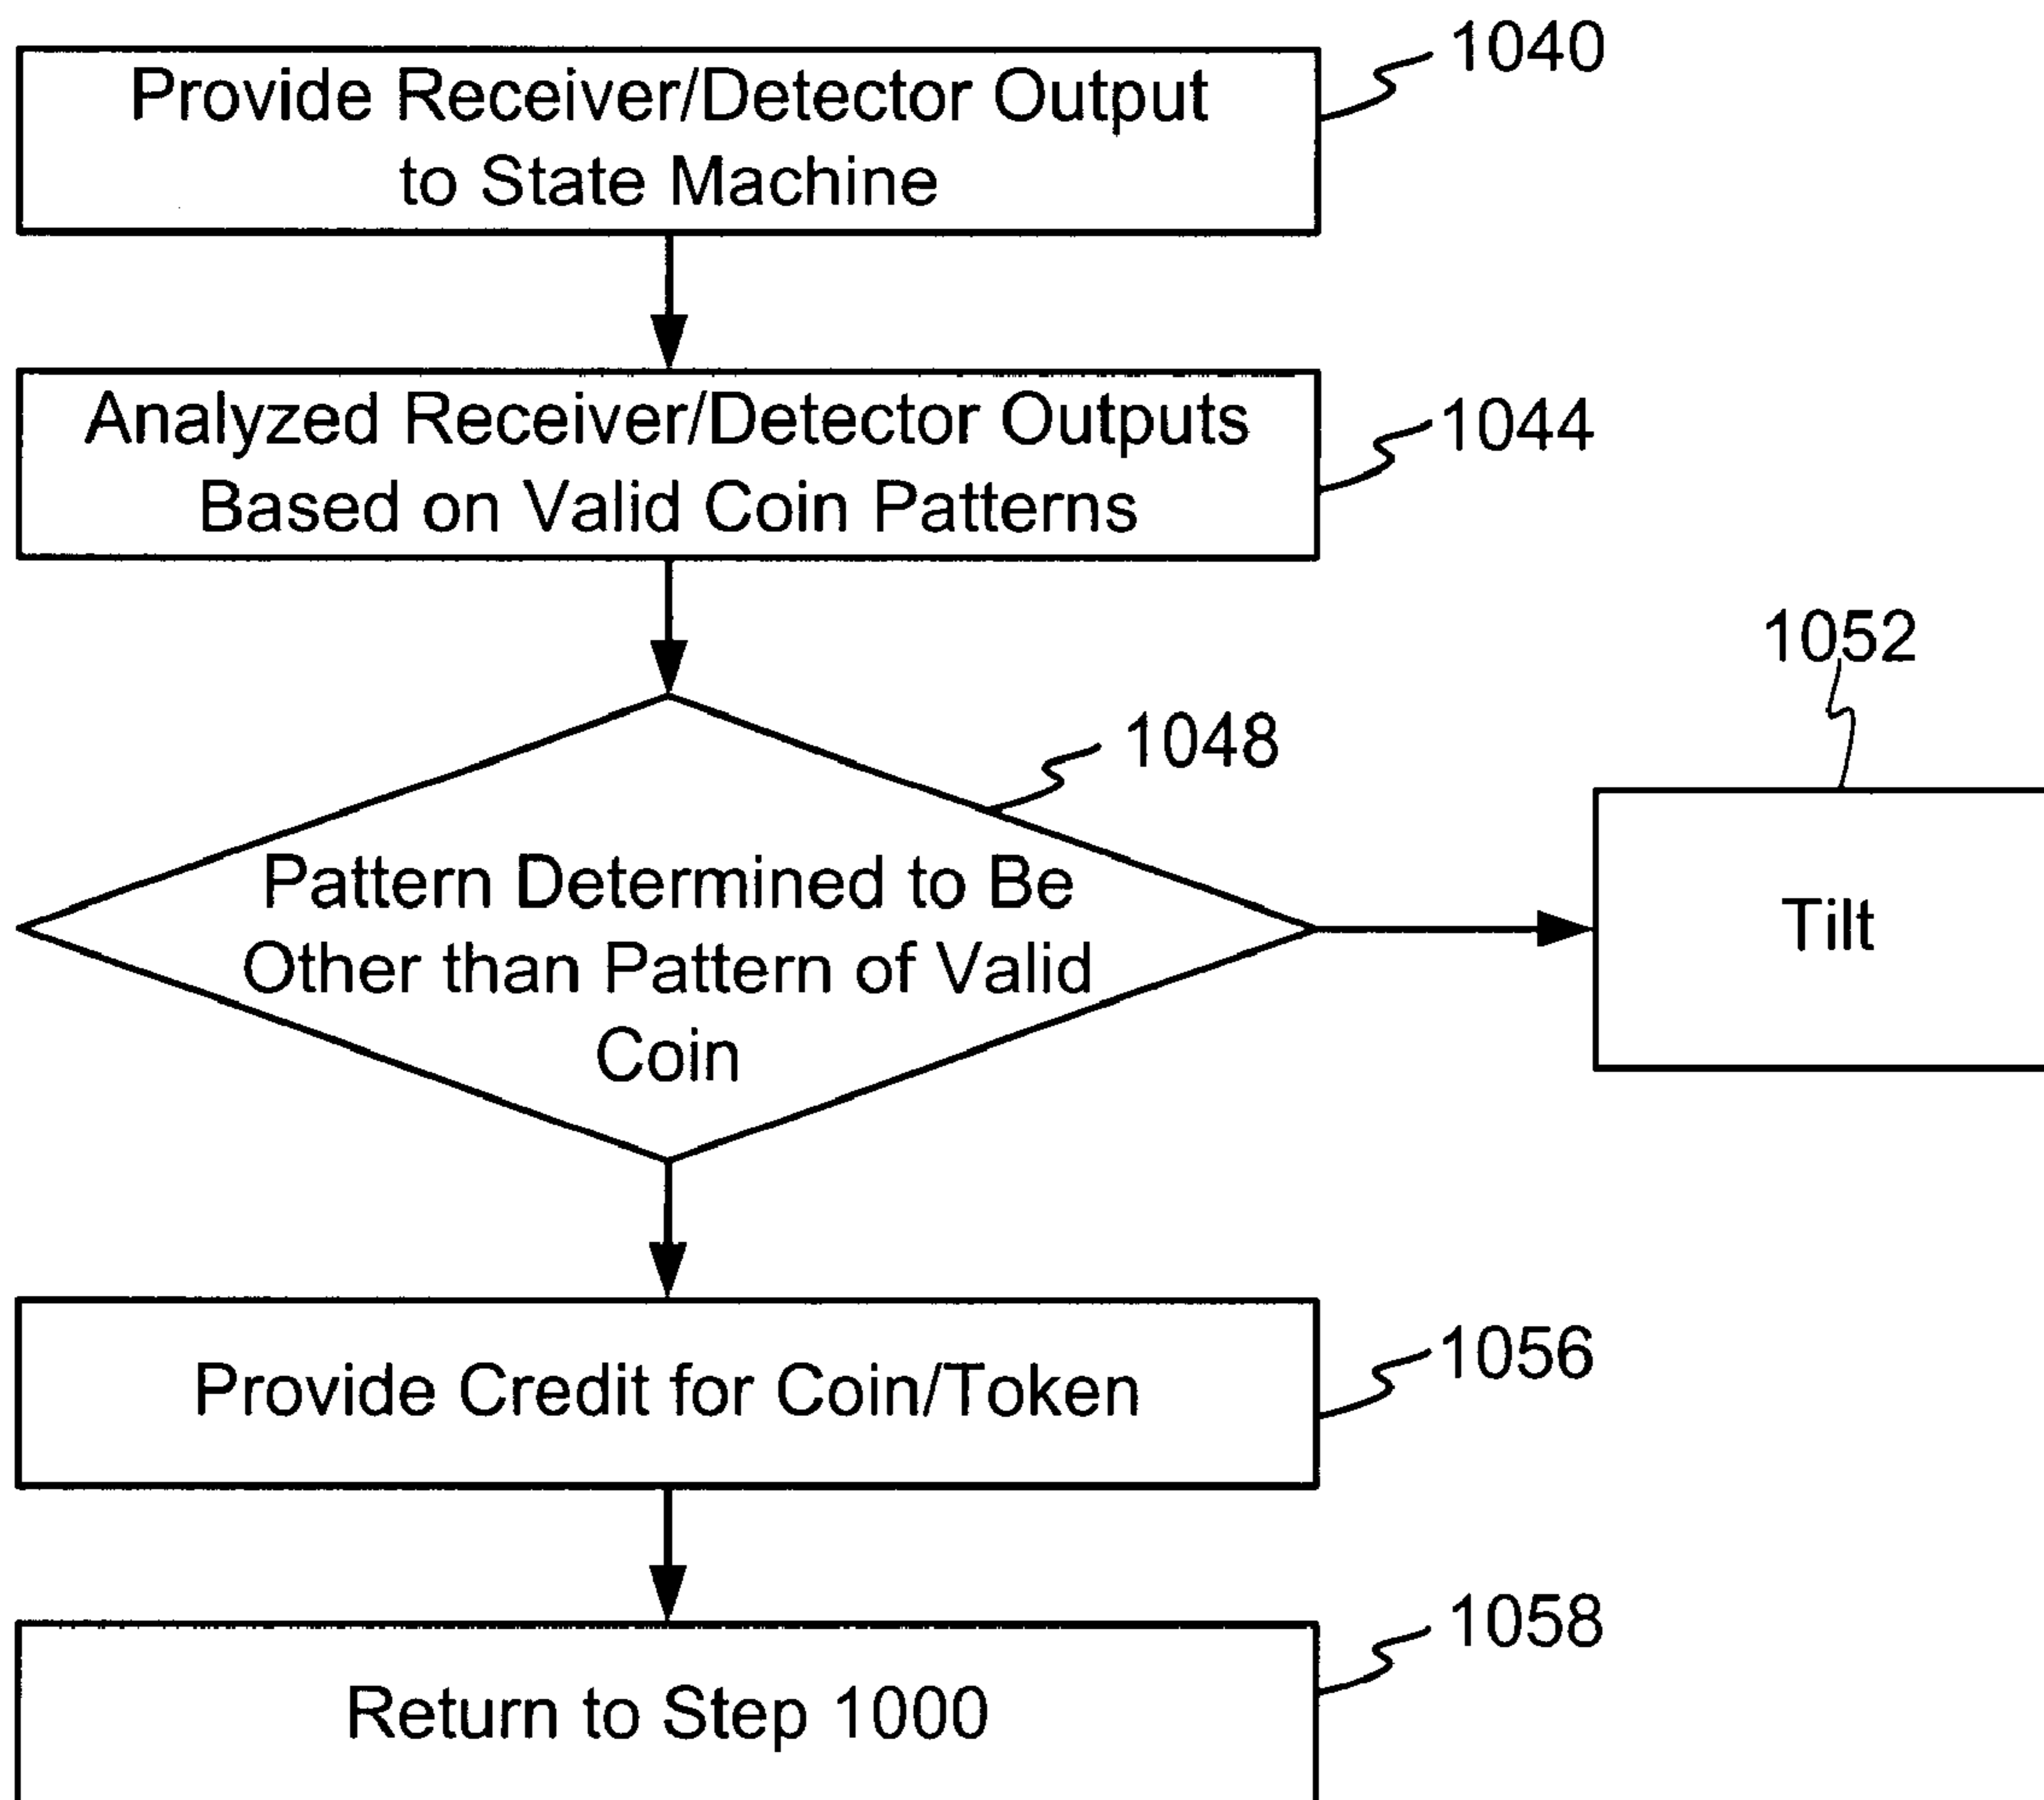 1040
Provide Receiver/Detector Output
to State Machine
1044
Analyzed Receiver/Detector Outputs
Based on Valid Coin Patterns
1052
1048
Pattern Determined to Be
Other than Pattern of Valid
Coin
Tilt
1056
Provide Credit for Coin/Token
1058
Return to Step 1000